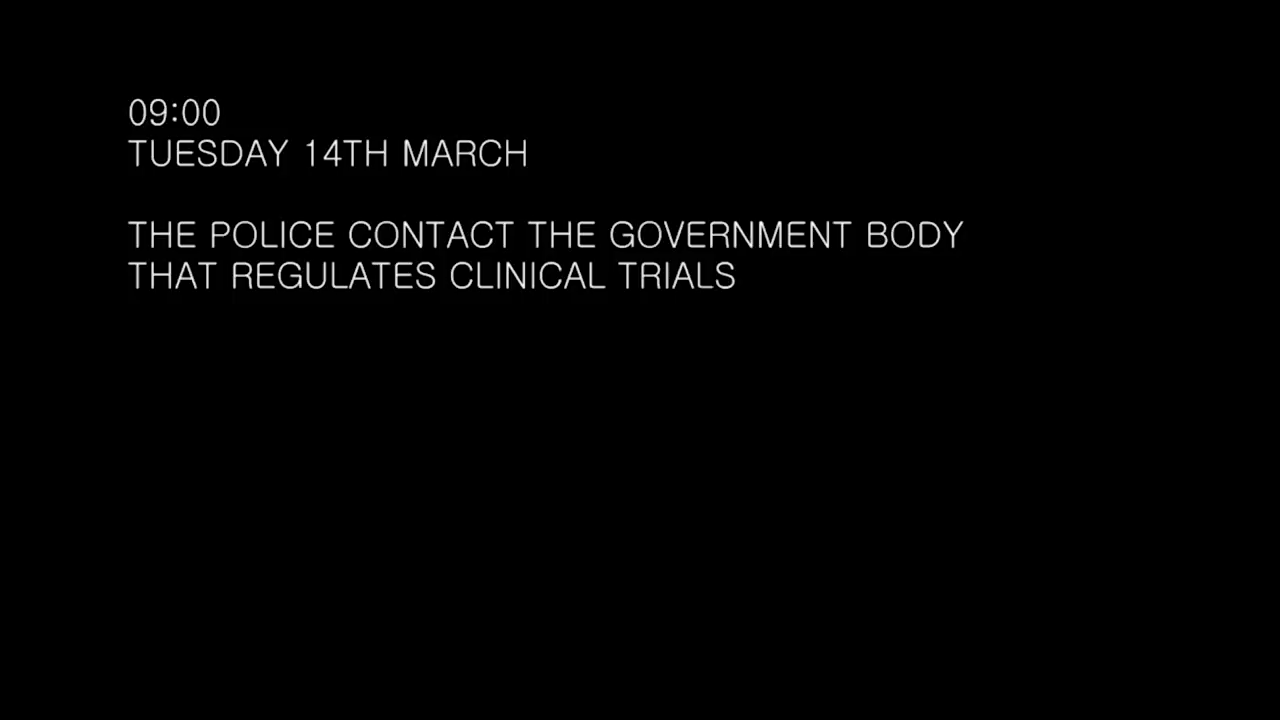 09:00
TUESDAY 14TH MARCH
THE POLICE CONTACT THE GOVERNMENT BODY
THAT REGULATES CLINICAL TRIALS